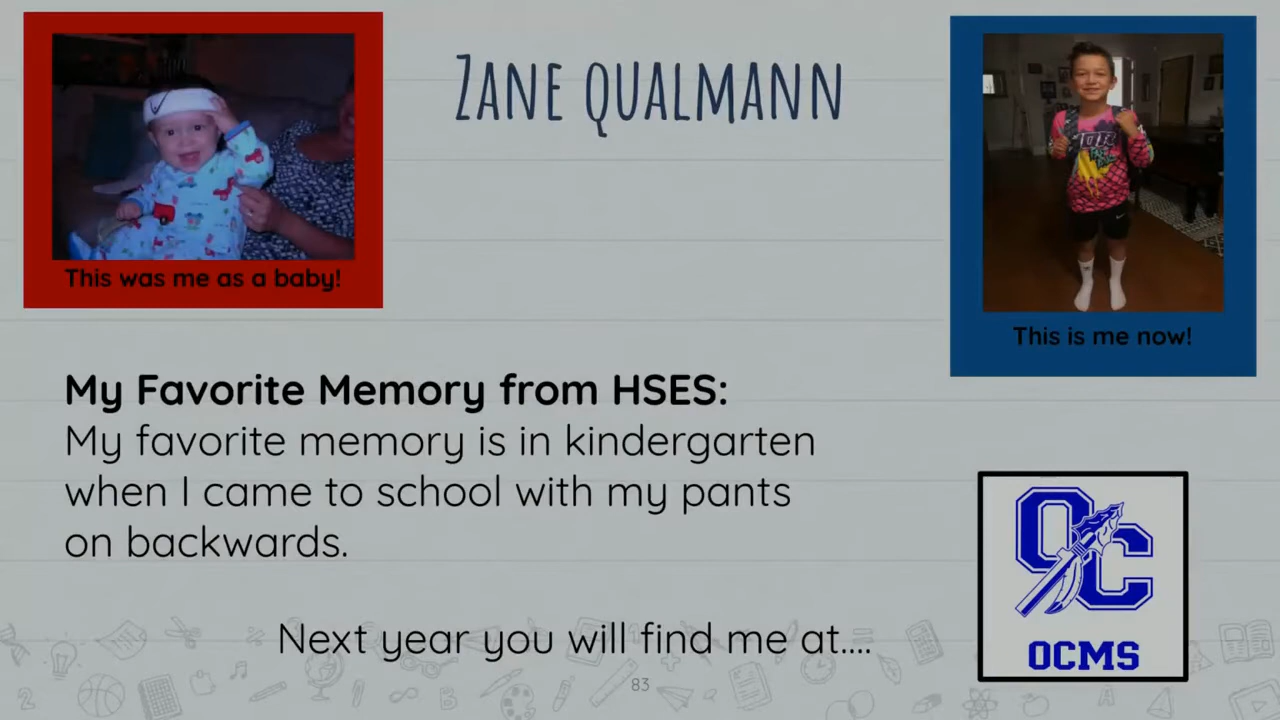 Zane Qualmann
This was me as a baby!
This is me now!
My Favorite Memory from HSES:
My favorite memory is in kindergarten
when I came to school with my pants
on backwards.
OC
OCMS
Next year you will find me at....
83